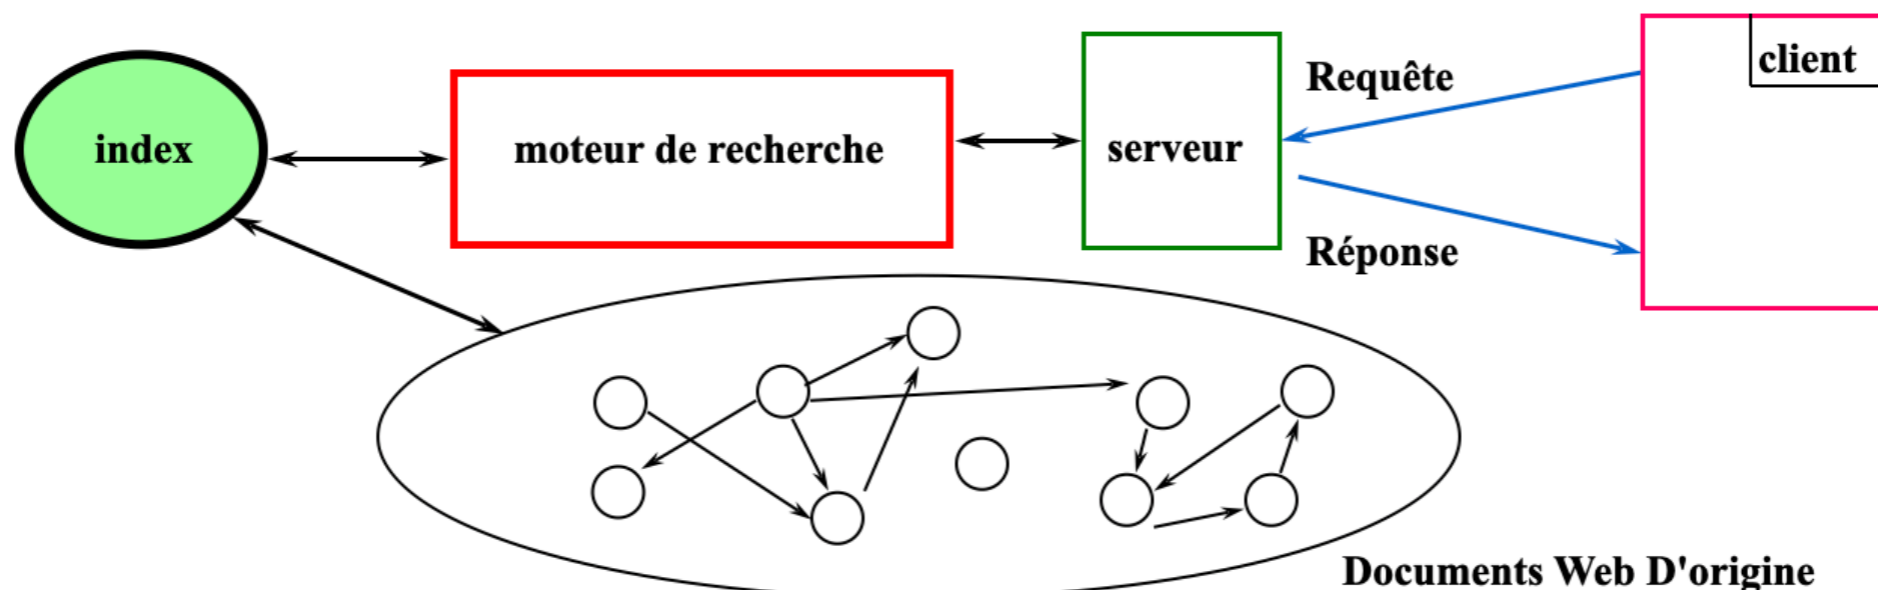 index
moteur de recherche
serveur
Requête
Réponse
client
Documents Web D'origine